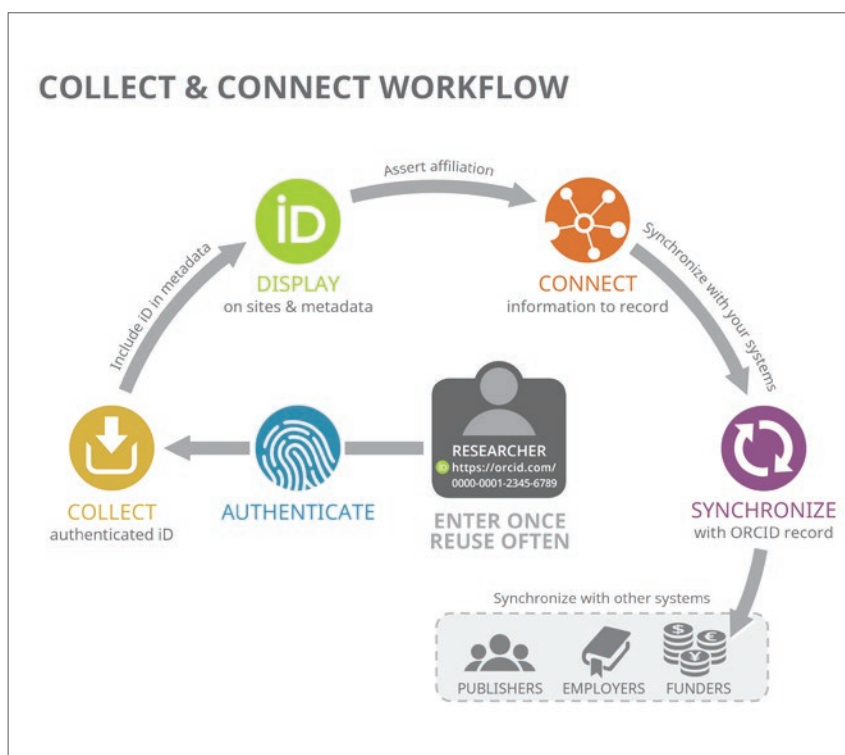 COLLECT & CONNECT WORKFLOW
Assert affiliation
Include iD in metadata
iD
DISPLAY
on sites & metadata
CONNECT
information to record
Synchronize with your systems
COLLECT
authenticated iD
AUTHENTICATE
RESEARCHER
iD https://orcid.com/
0000-0001-2345-6789
ENTER ONCE
REUSE OFTEN
SYNCHRONIZE
with ORCID record
Synchronize with other systems
$ € ¥
PUBLISHERS EMPLOYERS FUNDERS